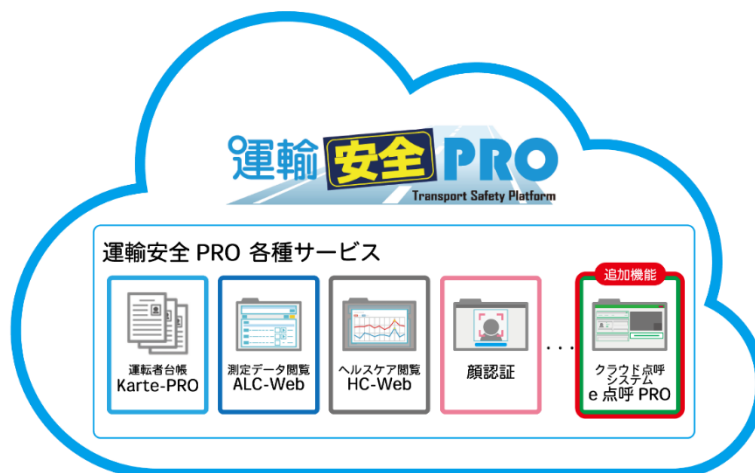 運輸安全PRO
Transport Safety Platform
運輸安全 PRO 各種サービス
追加機能
運転者台帳
Karte-PRO
測定データ閲覧
ALC-Web
ヘルスケア閲覧
HC-Web
顔認証
...
クラウド点呼
システム
e 点呼 PRO